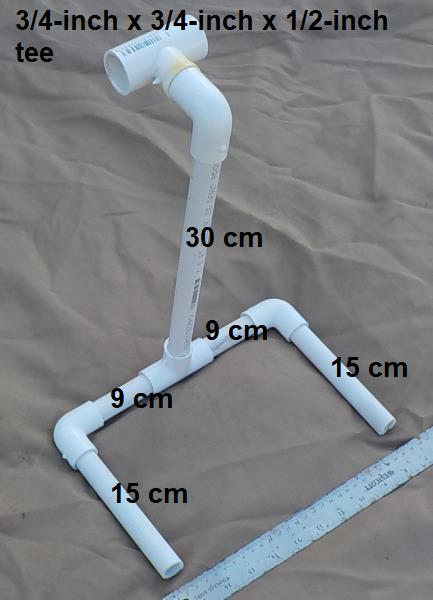 3/4-inch x 3/4-inch x 1/2-inch
tee
30 cm
9 cm
15 cm
9 cm
15 cm
WESTCOTT